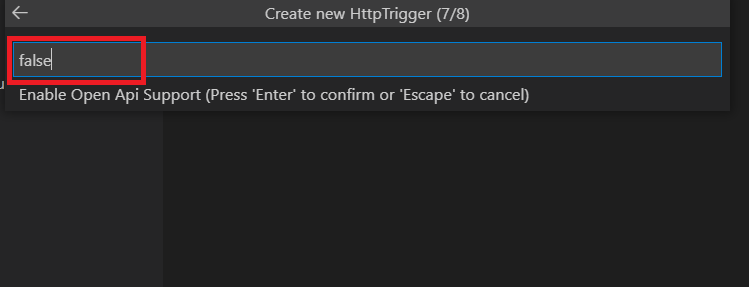 Create new HttpTrigger (7/8)
false
Enable Open Api Support (Press 'Enter' to confirm or 'Escape' to cancel)